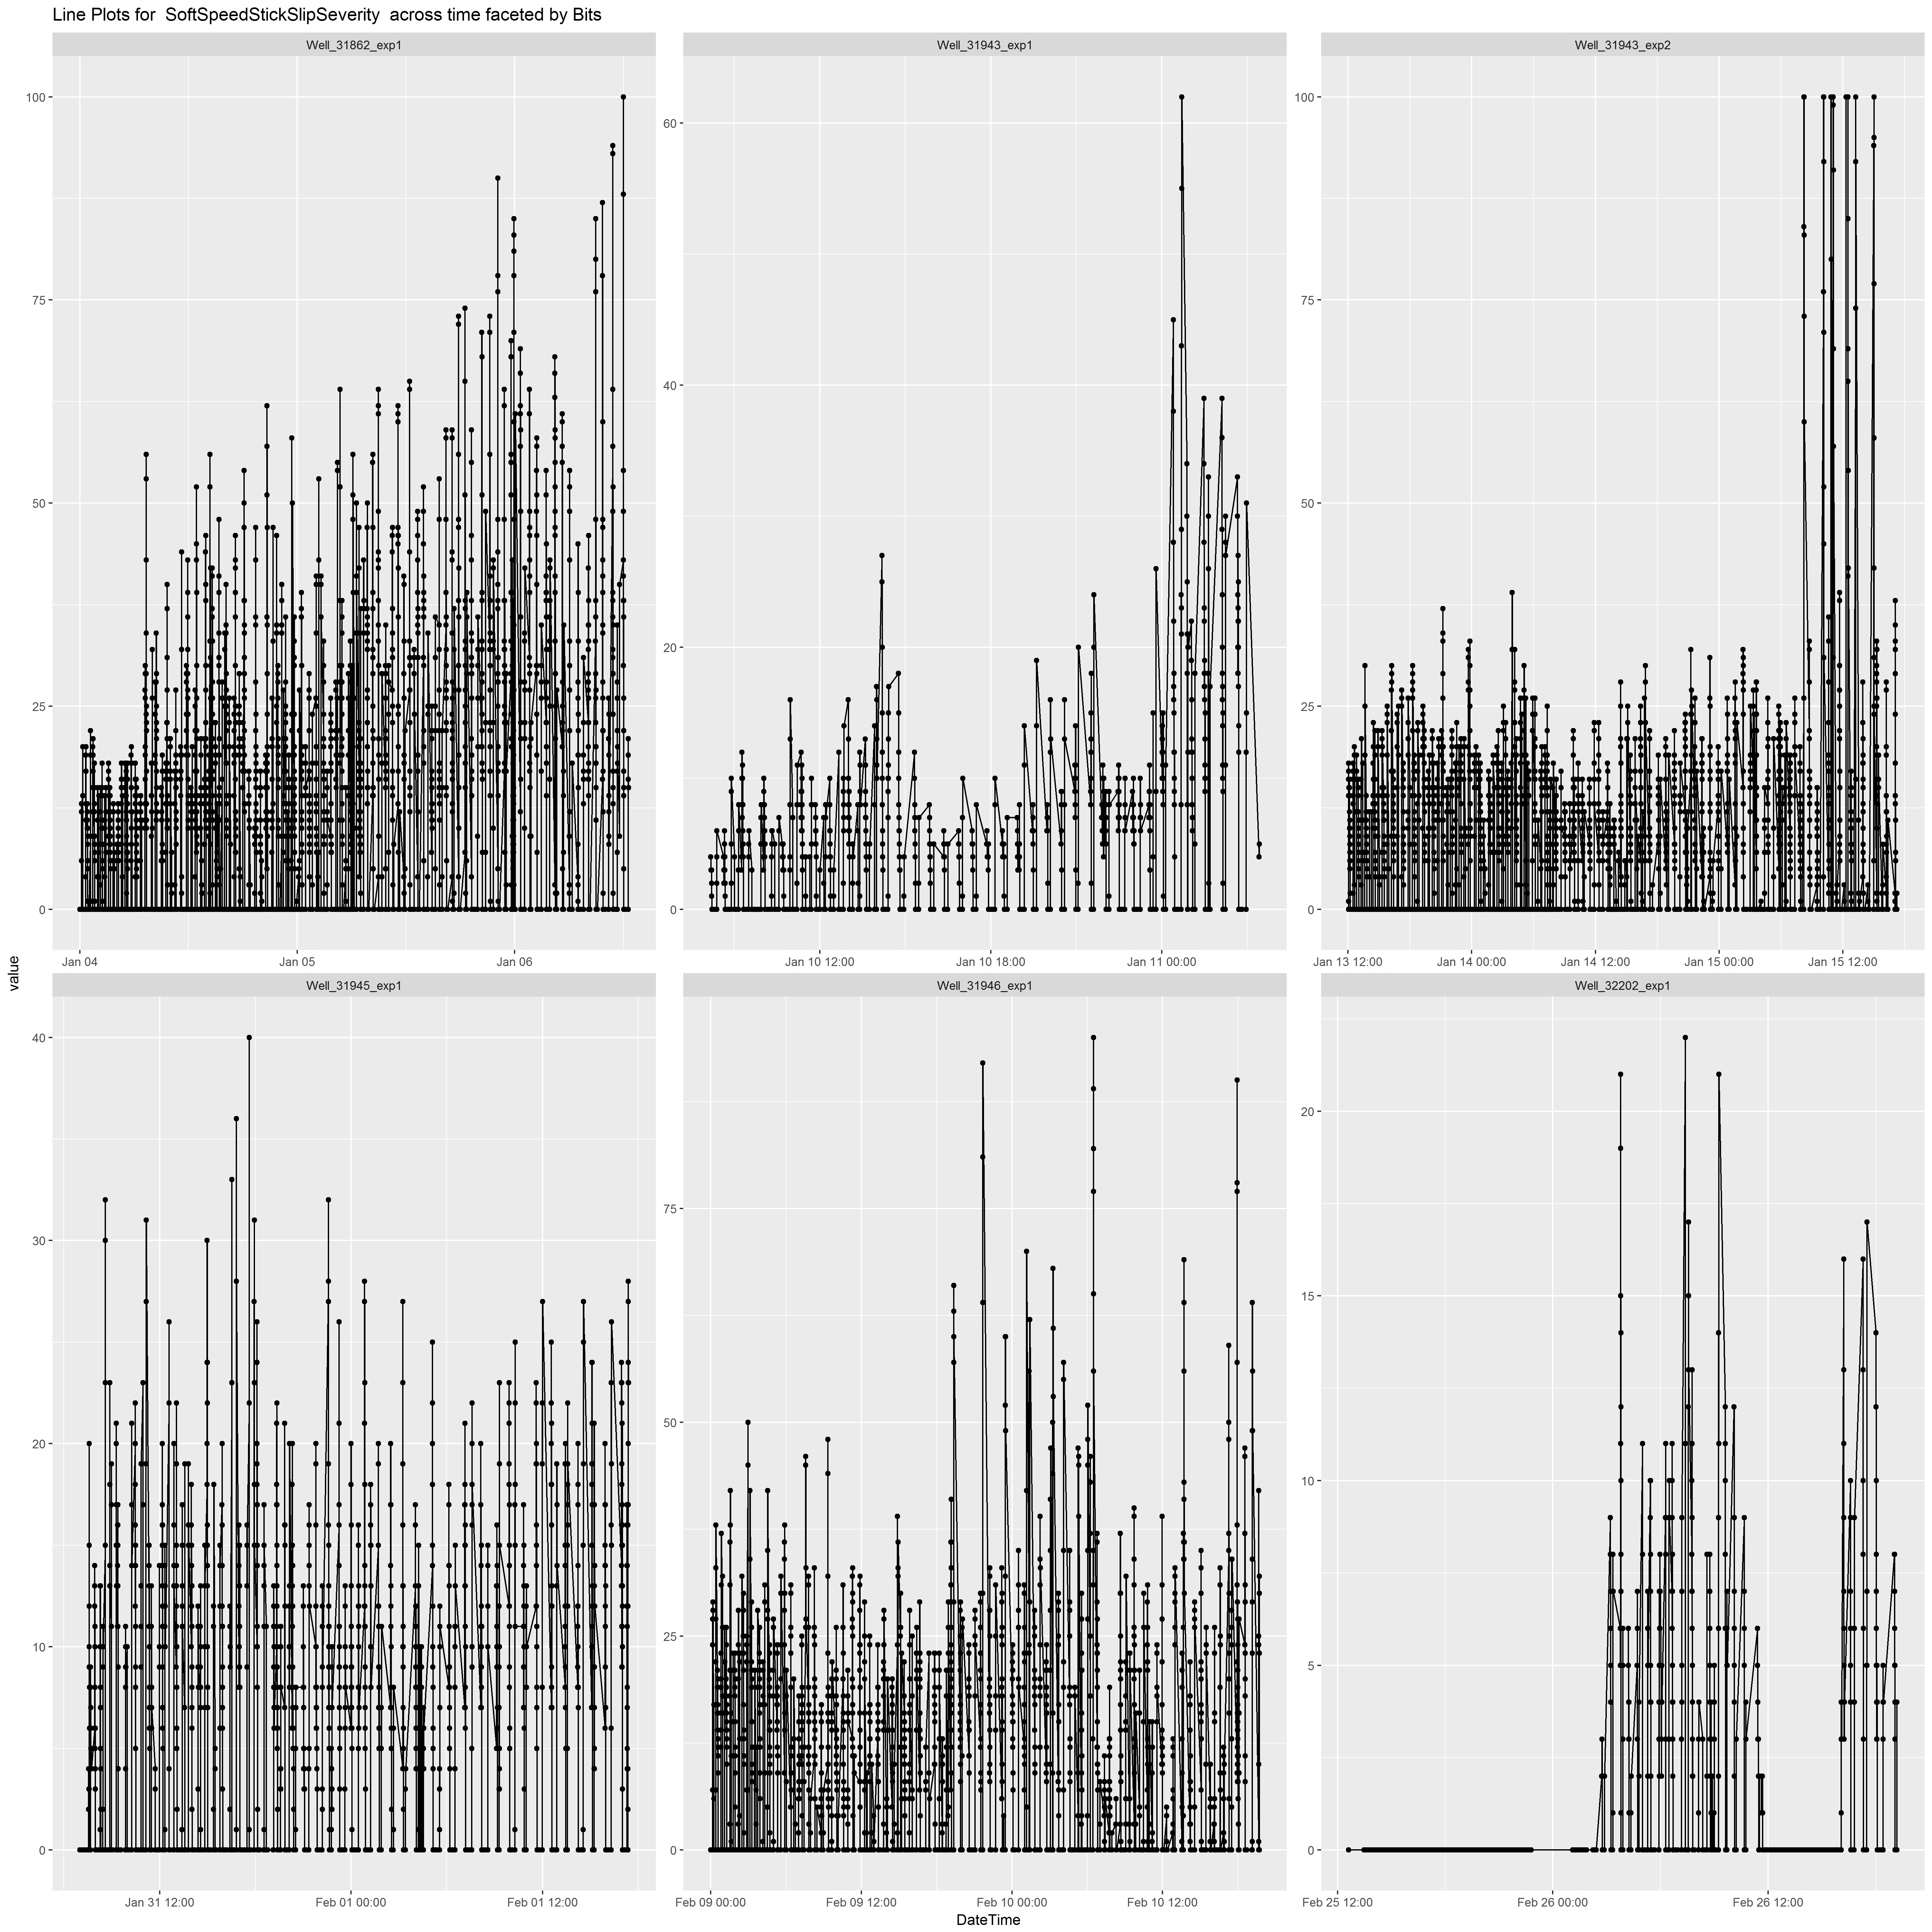 Line Plots for  SoftSpeedStickSlipSeverity  across time faceted by Bits
Well_31862_exp1
Well_31943_exp1
Well_31943_exp2
100
75
50
25
0
60
40
20
0
100
75
50
25
0
Jan 04 Jan 05 Jan 06
Jan 10 12:00 Jan 10 18:00 Jan 11 00:00
Jan 13 12:00 Jan 14 00:00 Jan 14 12:00 Jan 15 00:00 Jan 15 12:00
value
Well_31945_exp1
Well_31946_exp1
Well_32202_exp1
40
30
20
10
0
75
50
25
0
20
15
10
5
0
Jan 31 12:00 Feb 01 00:00 Feb 01 12:00
Feb 09 00:00 Feb 09 12:00 Feb 10 00:00 Feb 10 12:00
Feb 25 12:00 Feb 26 00:00 Feb 26 12:00
DateTime